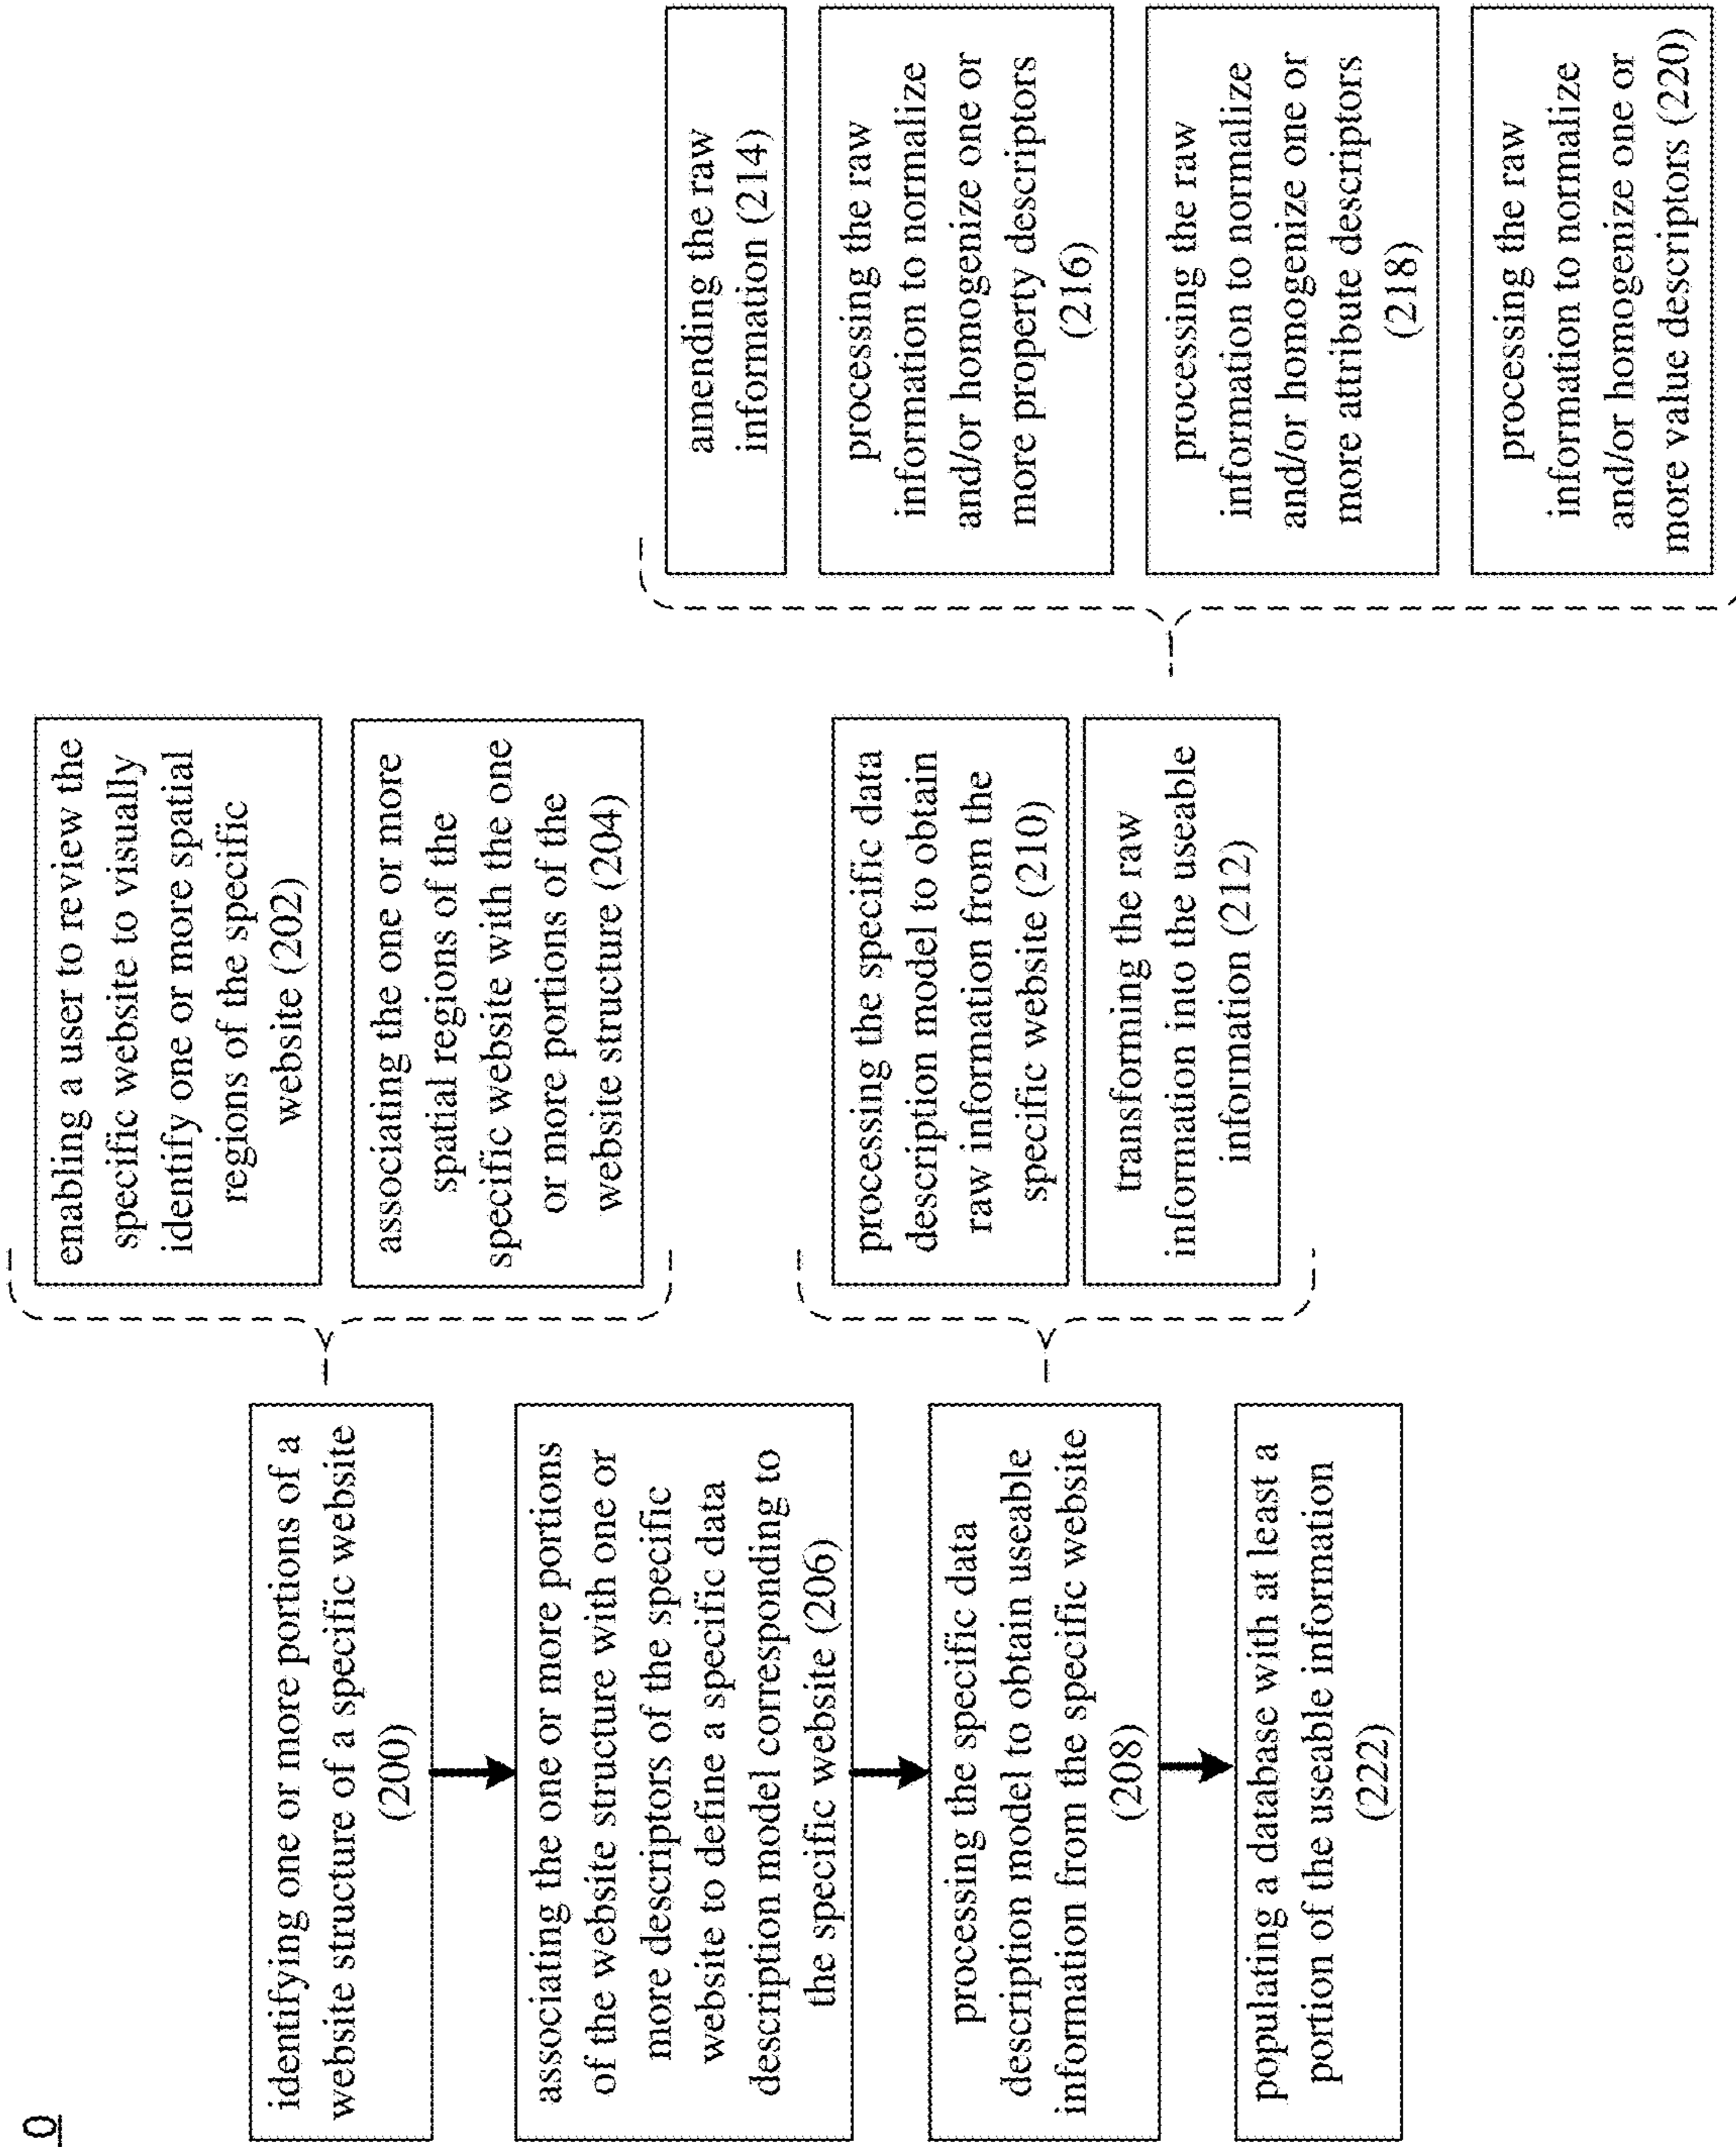 0
identifying one or more portions of a
website structure of a specific website
(200)
associating the one or more portions
of the website structure with one or
more descriptors of the specific
website to define a specific data
description model corresponding to
the specific website (206)
processing the specific data
description model to obtain useable
information from the specific website
(208)
populating a database with at least a
portion of the useable information
(222)
enabling a user to review the
specific website to visually
identify one or more spatial
regions of the specific
website (202)
associating the one or more
spatial regions of the
specific website with the one
or more portions of the
website structure (204)
processing the specific data
description model to obtain
raw information from the
specific website (210)
transforming the raw
information into the useable
information (212)
amending the raw
information (214)
processing the raw
information to normalize
and/or homogenize one or
more property descriptors
(216)
processing the raw
information to normalize
and/or homogenize one or
more attribute descriptors
(218)
processing the raw
information to normalize
and/or homogenize one or
more value descriptors (220)